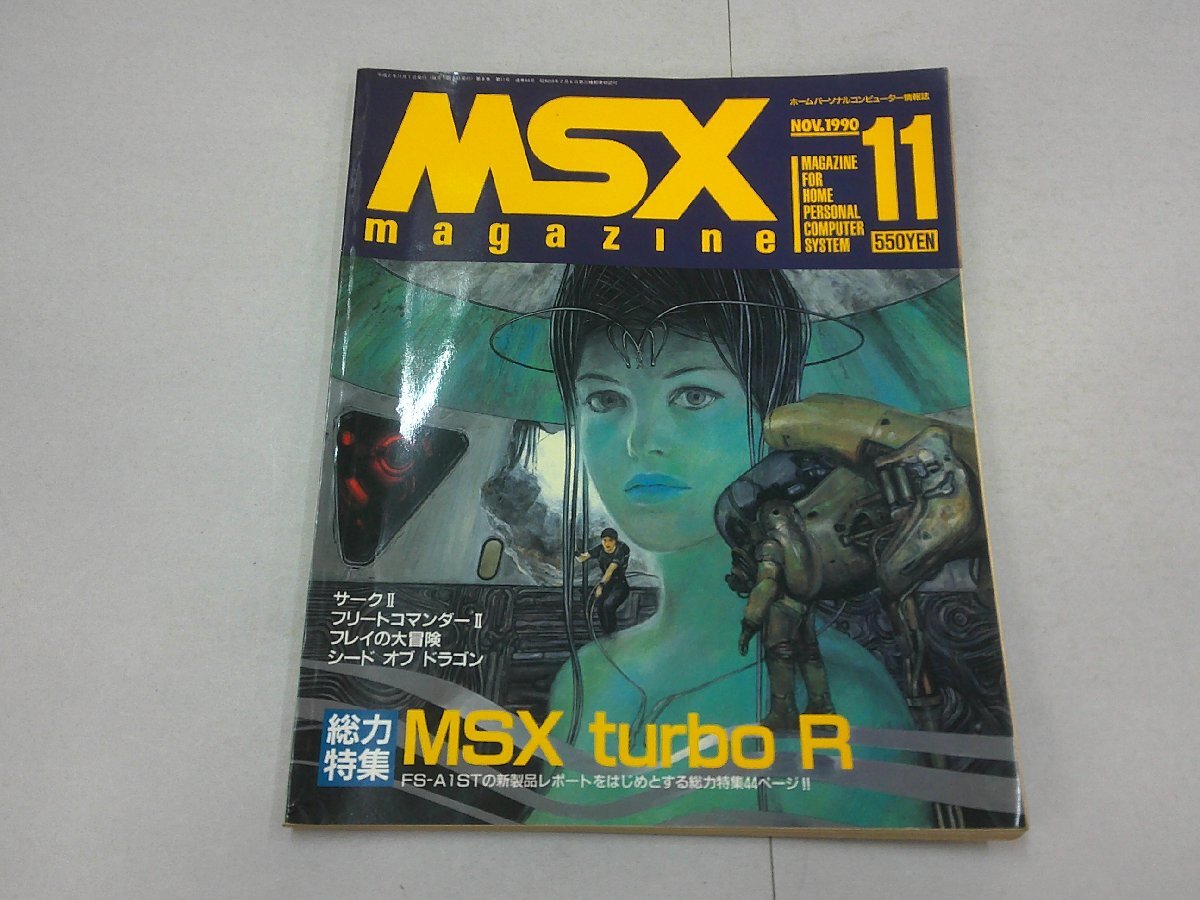 MSX
magazine
ホームパーソナルコンピューター情報誌
NOV.1990
11
MAGAZINE
FOR
HOME
PERSONAL
COMPUTER
SYSTEM
550YEN
サークⅡ
フリートコマンダーⅡ
フレイの大冒険
シード オブ ドラゴン
総力
特集
MSX turbo R
FS-A1STの新製品レポートをはじめとする総力特集44ページ!!